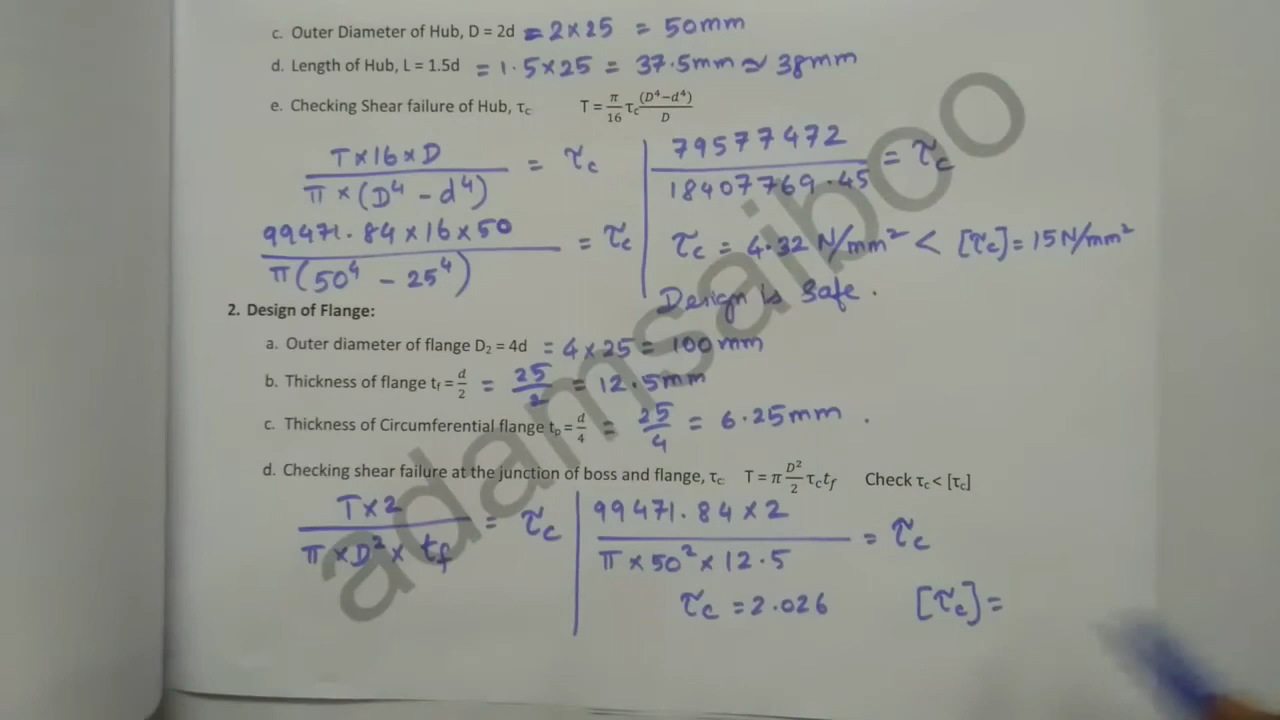 c. Outer Diameter of Hub, D = 2d = 2×25 = 50mm
d. Length of Hub, L = 1.5d = 1.5×25 = 37.5mm ≃ 38mm
e. Checking Shear failure of Hub, τc T = π/16 τc (D⁴−d⁴)/D
T×16×D / π×(D⁴ − d⁴) = τc
99471.84×16×50 / π(50⁴ − 25⁴) = τc
79577472 / 18407769.45 = τc
τc = 4.32 N/mm² < [τc] = 15N/mm²
Design is Safe.
2. Design of Flange:
a. Outer diameter of flange D₂ = 4d = 4×25 = 100mm
b. Thickness of flange tf = d/2 = 25/2 = 12.5mm
c. Thickness of Circumferential flange tp = d/4 = 25/4 = 6.25mm.
d. Checking shear failure at the junction of boss and flange, τc T = π D²/2 τc tf Check τc < [τc]
T×2 / π×D²×tf = τc
99471.84×2 / π×50²×12.5 = τc
τc = 2.026 [τc] =
adamsaiboo